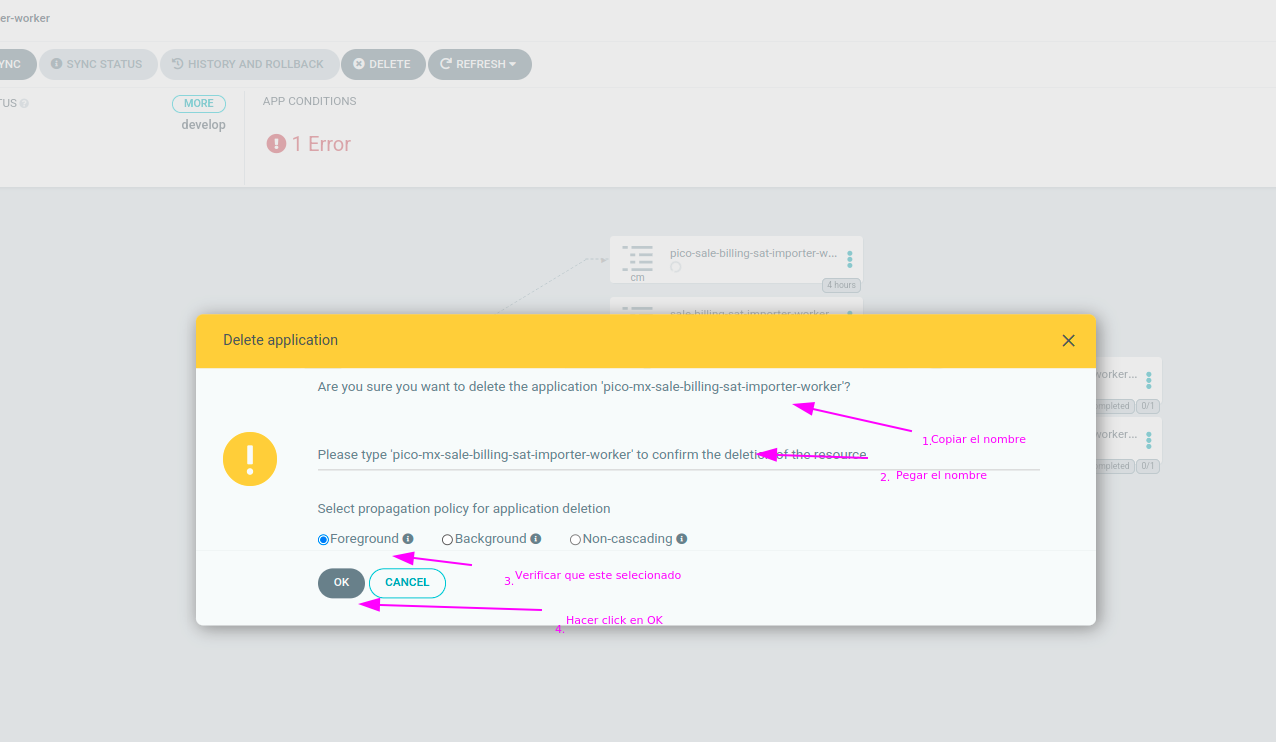 er-worker
YNC
SYNC STATUS
HISTORY AND ROLLBACK
DELETE
REFRESH
TUS
MORE
APP CONDITIONS
develop
1 Error
pico-sale-billing-sat-importer-w...
cm
4 hours
sale-billing-sat-importer-worker
Delete application
Are you sure you want to delete the application 'pico-mx-sale-billing-sat-importer-worker'?
worker...
mpleted
0/1
1.Copiar el nombre
worker...
Please type 'pico-mx-sale-billing-sat-importer-worker' to confirm the deletion of the resource
mpleted
0/1
2. Pegar el nombre
Select propagation policy for application deletion
Foreground
Background
Non-cascading
3.Verificar que este selecionado
OK
CANCEL
4.Hacer click en OK